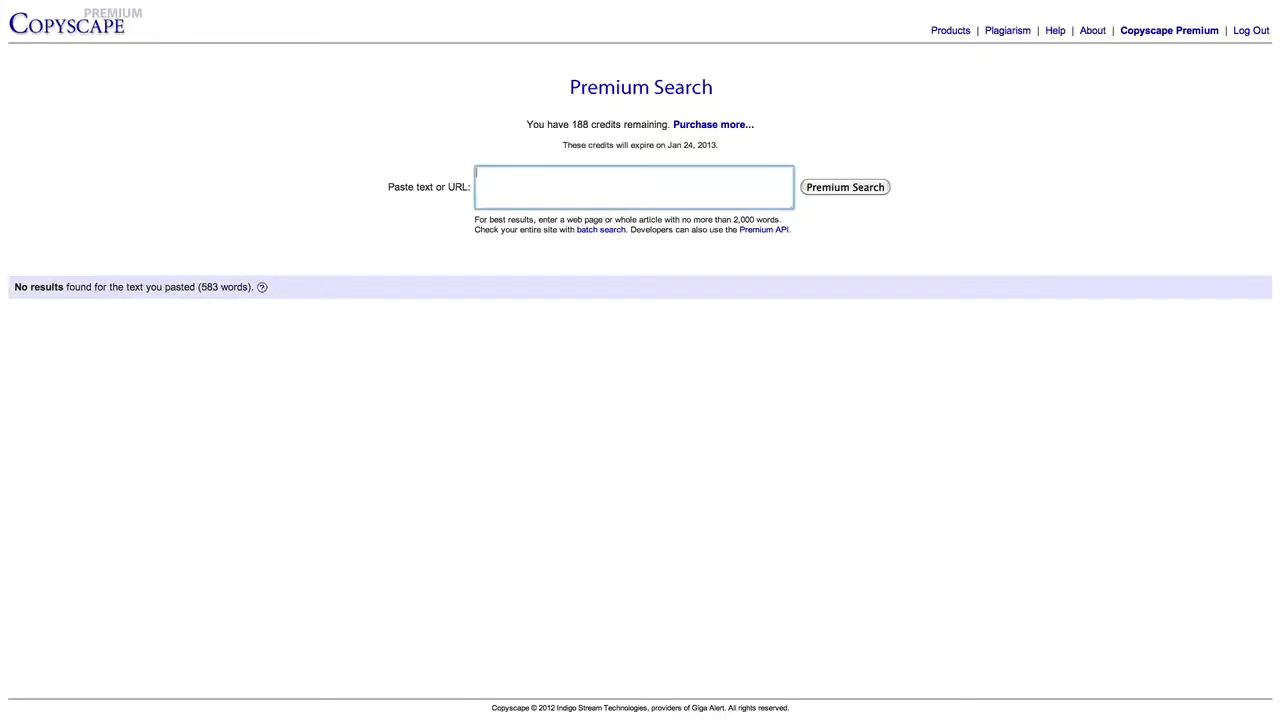 PREMIUM
COPYSCAPE
Products | Plagiarism | Help | About | Copyscape Premium | Log Out
Premium Search
You have 188 credits remaining. Purchase more...
These credits will expire on Jan 24, 2013.
Paste text or URL:
Premium Search
For best results, enter a web page or whole article with no more than 2,000 words.
Check your entire site with batch search. Developers can also use the Premium API.
No results found for the text you pasted (583 words). ?
Copyscape © 2012 Indigo Stream Technologies, providers of Giga Alert. All rights reserved.